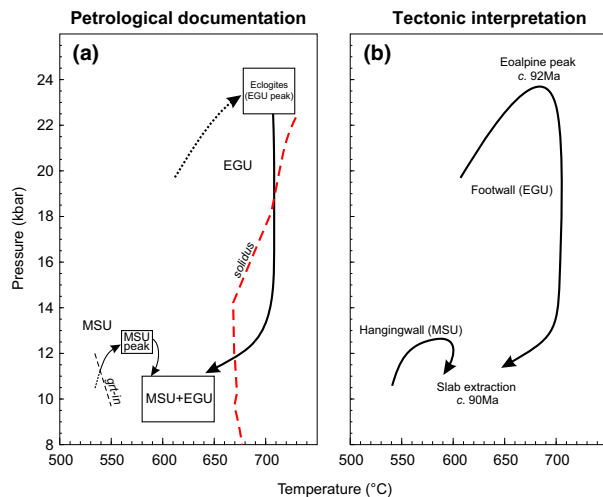 Petrological documentation
Tectonic interpretation
(a)
(b)
24
22
20
18
16
14
12
10
8
Pressure (kbar)
Eclogites
(EGU peak)
EGU
solidus
MSU
MSU
peak
grt-in
MSU+EGU
Eoalpine peak
c. 92Ma
Footwall (EGU)
Hangingwall (MSU)
Slab extraction
c. 90Ma
500 550 600 650 700
500 550 600 650 700
Temperature (°C)